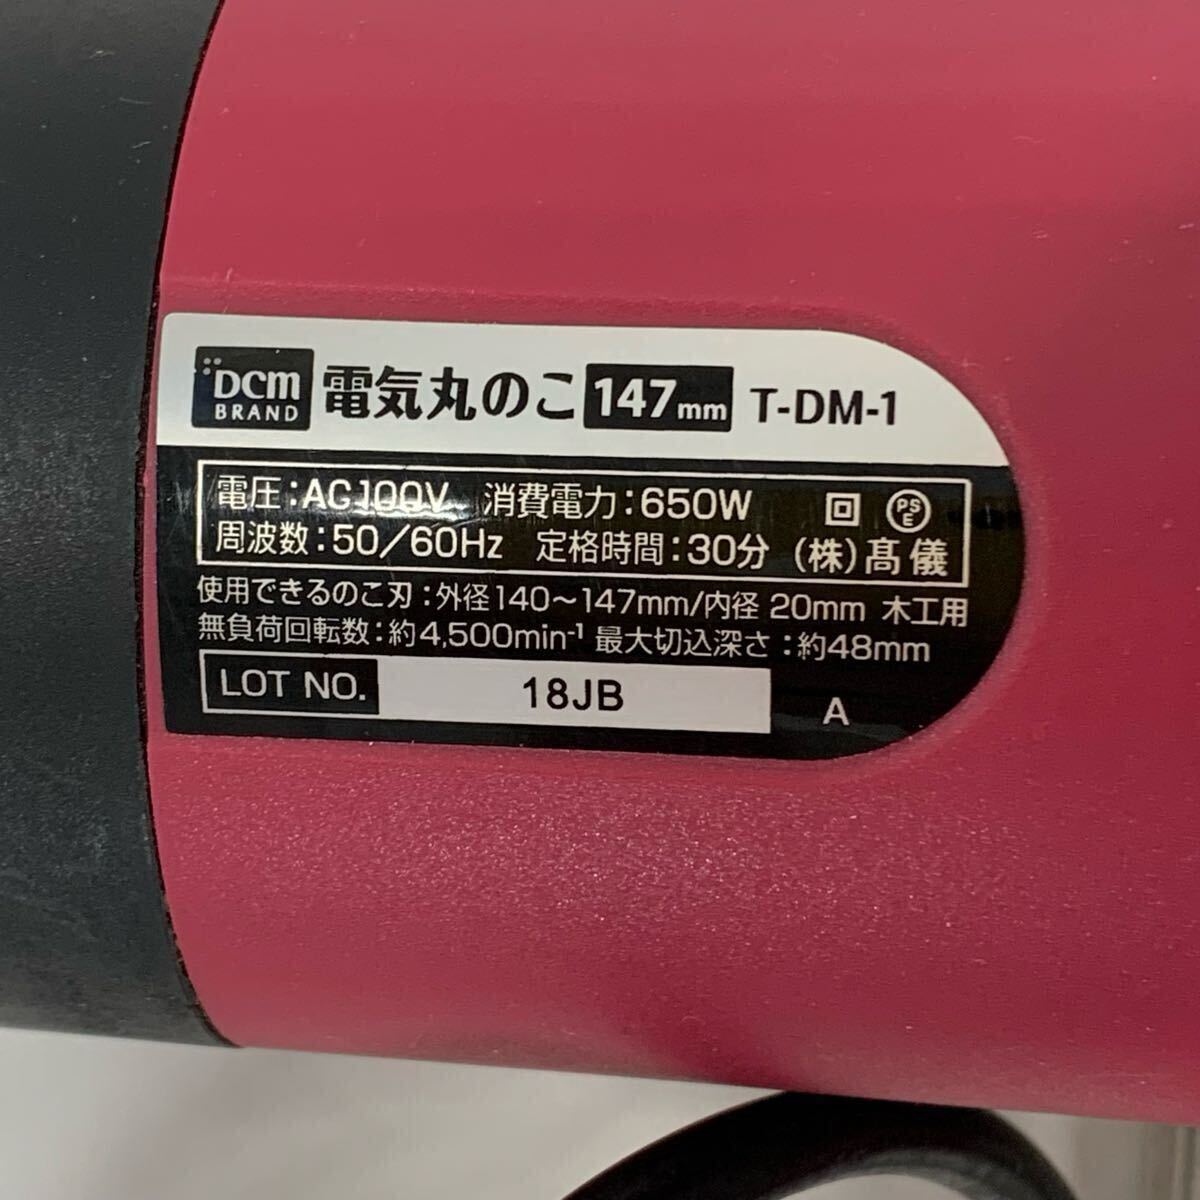 DCM BRAND 電気丸のこ 147mm T-DM-1
電圧:AC100V 消費電力:650W 回 PSE
周波数:50/60Hz 定格時間:30分 (株)髙儀
使用できるのこ刃:外径140〜147mm/内径 20mm 木工用
無負荷回転数:約4,500min⁻¹ 最大切込深さ:約48mm
LOT NO. 18JB A